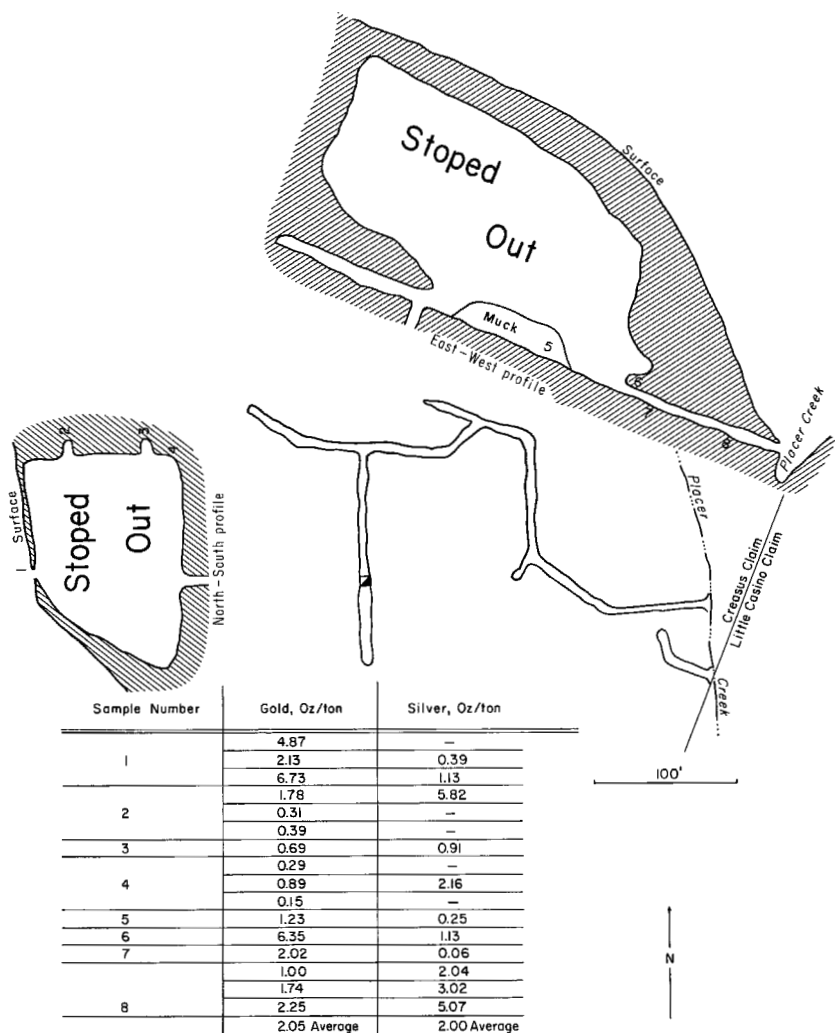 Stoped
Out
Surface
Muck
5
6
7
8
East-West profile
Placer Creek
2
3
4
Surface
Stoped
Out
1
North-South profile
Placer
Creek
Creasus Claim
Little Casino Claim
100'
N
Sample Number Gold, Oz/ton Silver, Oz/ton
4.87 —
1 2.13 0.39
6.73 1.13
1.78 5.82
2 0.31 —
0.39 —
3 0.69 0.91
0.29 —
4 0.89 2.16
0.15 —
5 1.23 0.25
6 6.35 1.13
7 2.02 0.06
1.00 2.04
1.74 3.02
8 2.25 5.07
2.05 Average 2.00 Average